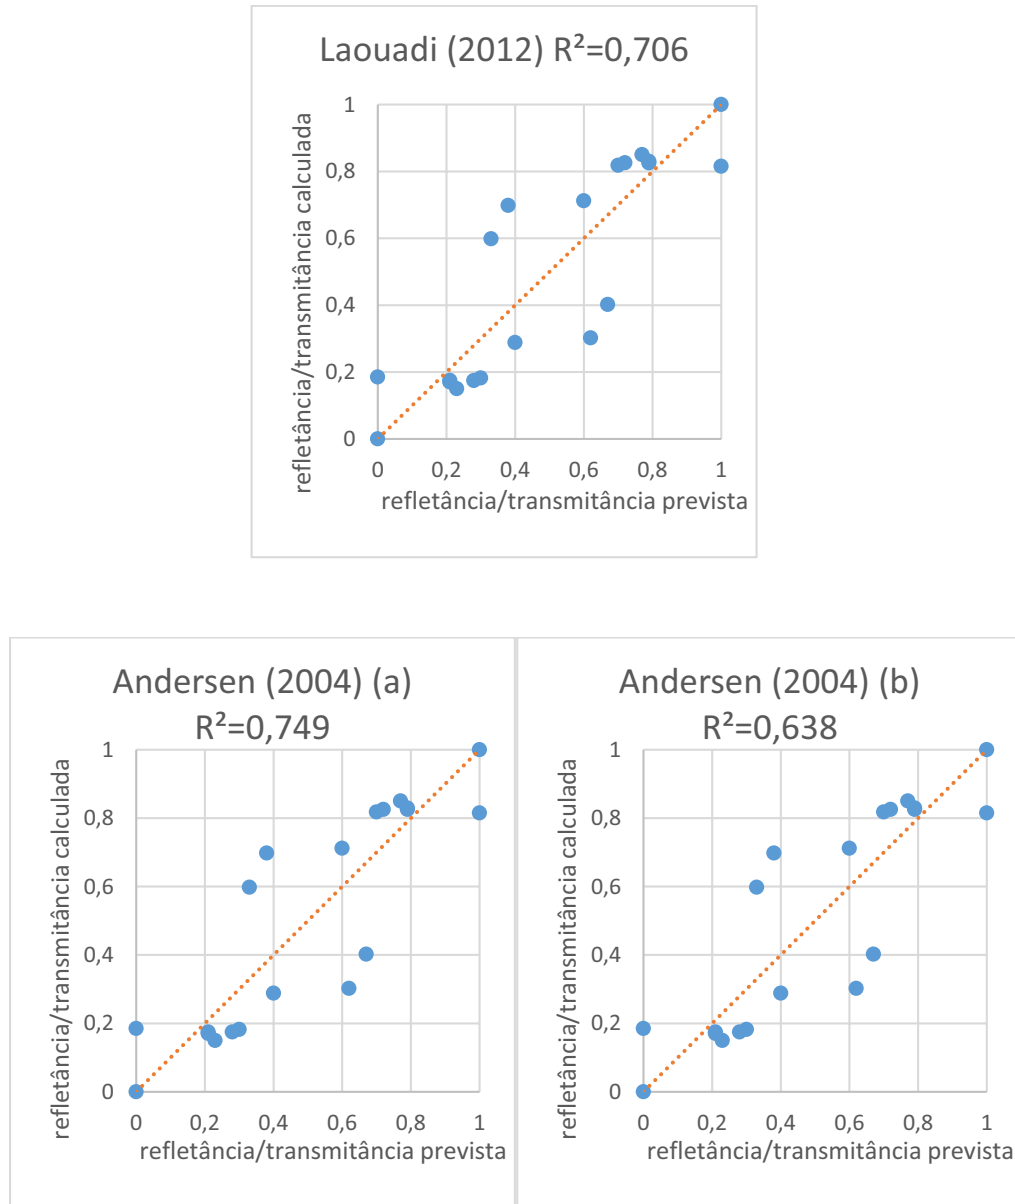 Laouadi (2012) R²=0,706
refletância/transmitância calculada
1
0,8
0,6
0,4
0,2
0
0 0,2 0,4 0,6 0,8 1
refletância/transmitância prevista
Andersen (2004) (a)
R²=0,749
refletância/transmitância calculada
1
0,8
0,6
0,4
0,2
0
0 0,2 0,4 0,6 0,8 1
refletância/transmitância prevista
Andersen (2004) (b)
R²=0,638
refletância/transmitância calculada
1
0,8
0,6
0,4
0,2
0
0 0,2 0,4 0,6 0,8 1
refletância/transmitância prevista